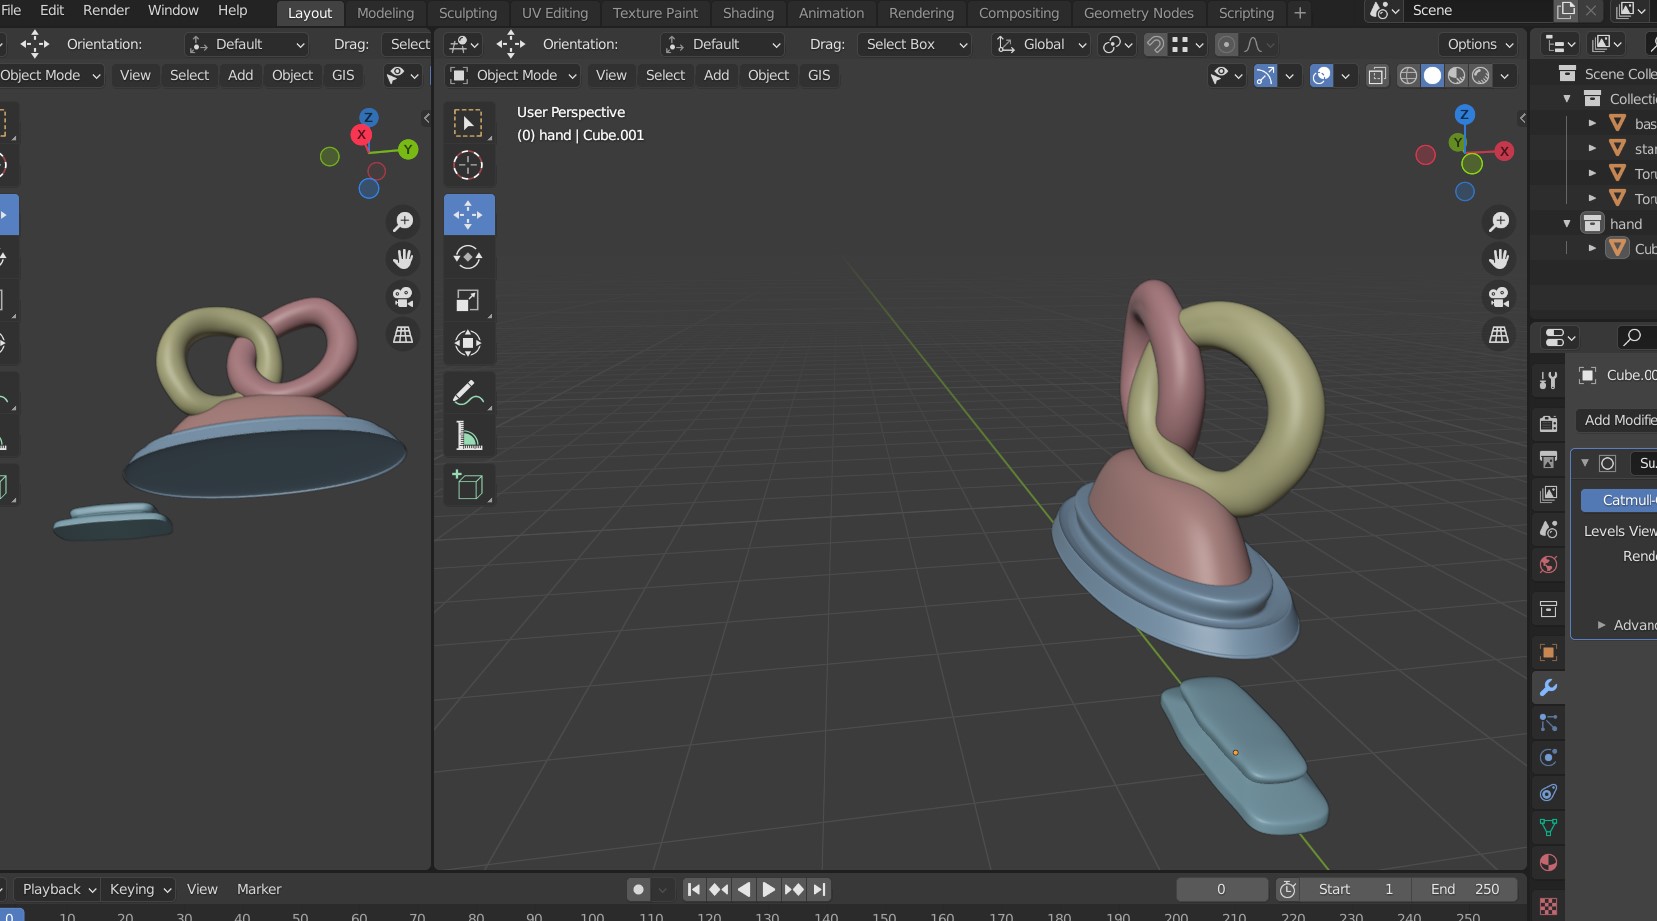 File Edit Render Window Help Layout Modeling Sculpting UV Editing Texture Paint Shading Animation Rendering Compositing Geometry Nodes Scripting + Scene
Orientation: Default Drag: Select Orientation: Default Drag: Select Box Global Options
Object Mode View Select Add Object GIS Object Mode View Select Add Object GIS
Scene Colle
Collectio
bas
star
Toru
Toru
hand
Cub
User Perspective
(0) hand | Cube.001
Z
X
Y
Z
Y
X
Cube.00
Add Modifie
Su
Catmull-C
Levels View
Rende
Advanc
Playback Keying View Marker 0 Start 1 End 250
0 10 20 30 40 50 60 70 80 90 100 110 120 130 140 150 160 170 180 190 200 210 220 230 240 250